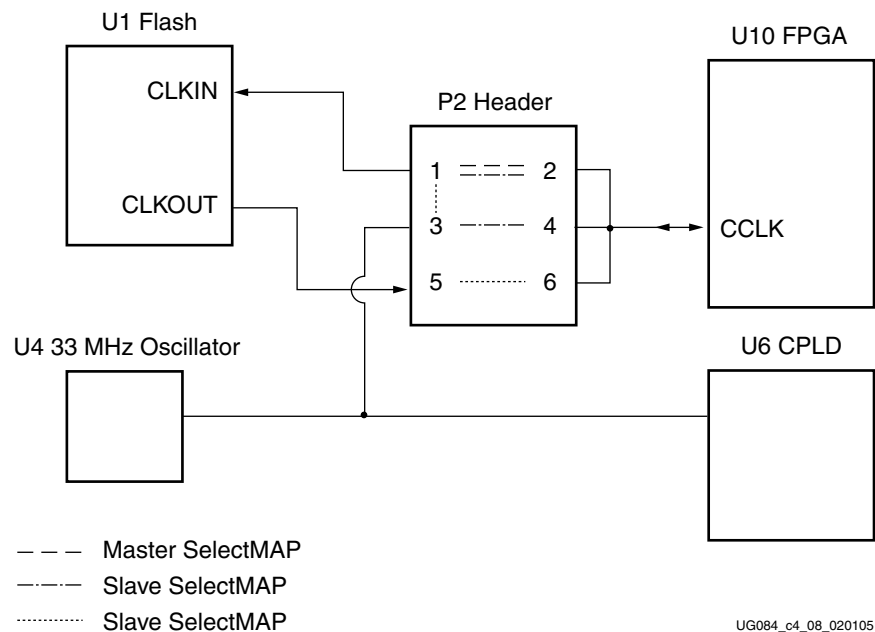 U1 Flash
U10 FPGA
CLKIN
P2 Header
1 2
CLKOUT
3 4
CCLK
5 6
U4 33 MHz Oscillator
U6 CPLD
Master SelectMAP
Slave SelectMAP
Slave SelectMAP
UG084_c4_08_020105